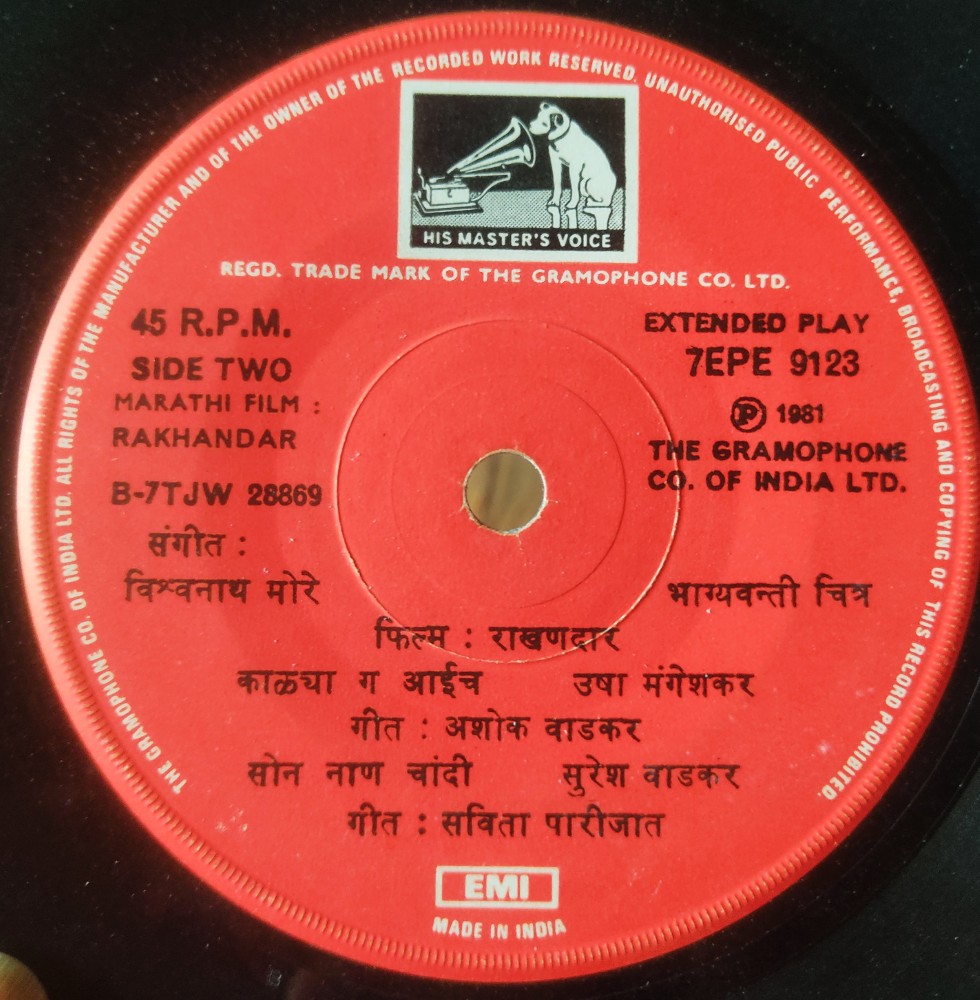 THE GRAMOPHONE CO. OF INDIA LTD. ALL RIGHTS OF THE MANUFACTURER AND OF THE OWNER OF THE RECORDED WORK RESERVED. UNAUTHORISED PUBLIC PERFORMANCE, BROADCASTING AND COPYING OF THIS RECORD PROHIBITED.
HIS MASTER'S VOICE
REGD. TRADE MARK OF THE GRAMOPHONE CO. LTD.
45 R.P.M.
SIDE TWO
MARATHI FILM :
RAKHANDAR
B-7TJW 28869
EXTENDED PLAY
7EPE 9123
Ⓟ 1981
THE GRAMOPHONE
CO. OF INDIA LTD.
संगीत :
विश्वनाथ मोरे भाग्यवन्ती चित्र
फिल्म : राखणदार
काळच्या ग आईच उषा मंगेशकर
गीत : अशोक वाडकर
सोन नाण चांदी सुरेश वाडकर
गीत : सविता पारीजात
EMI
MADE IN INDIA